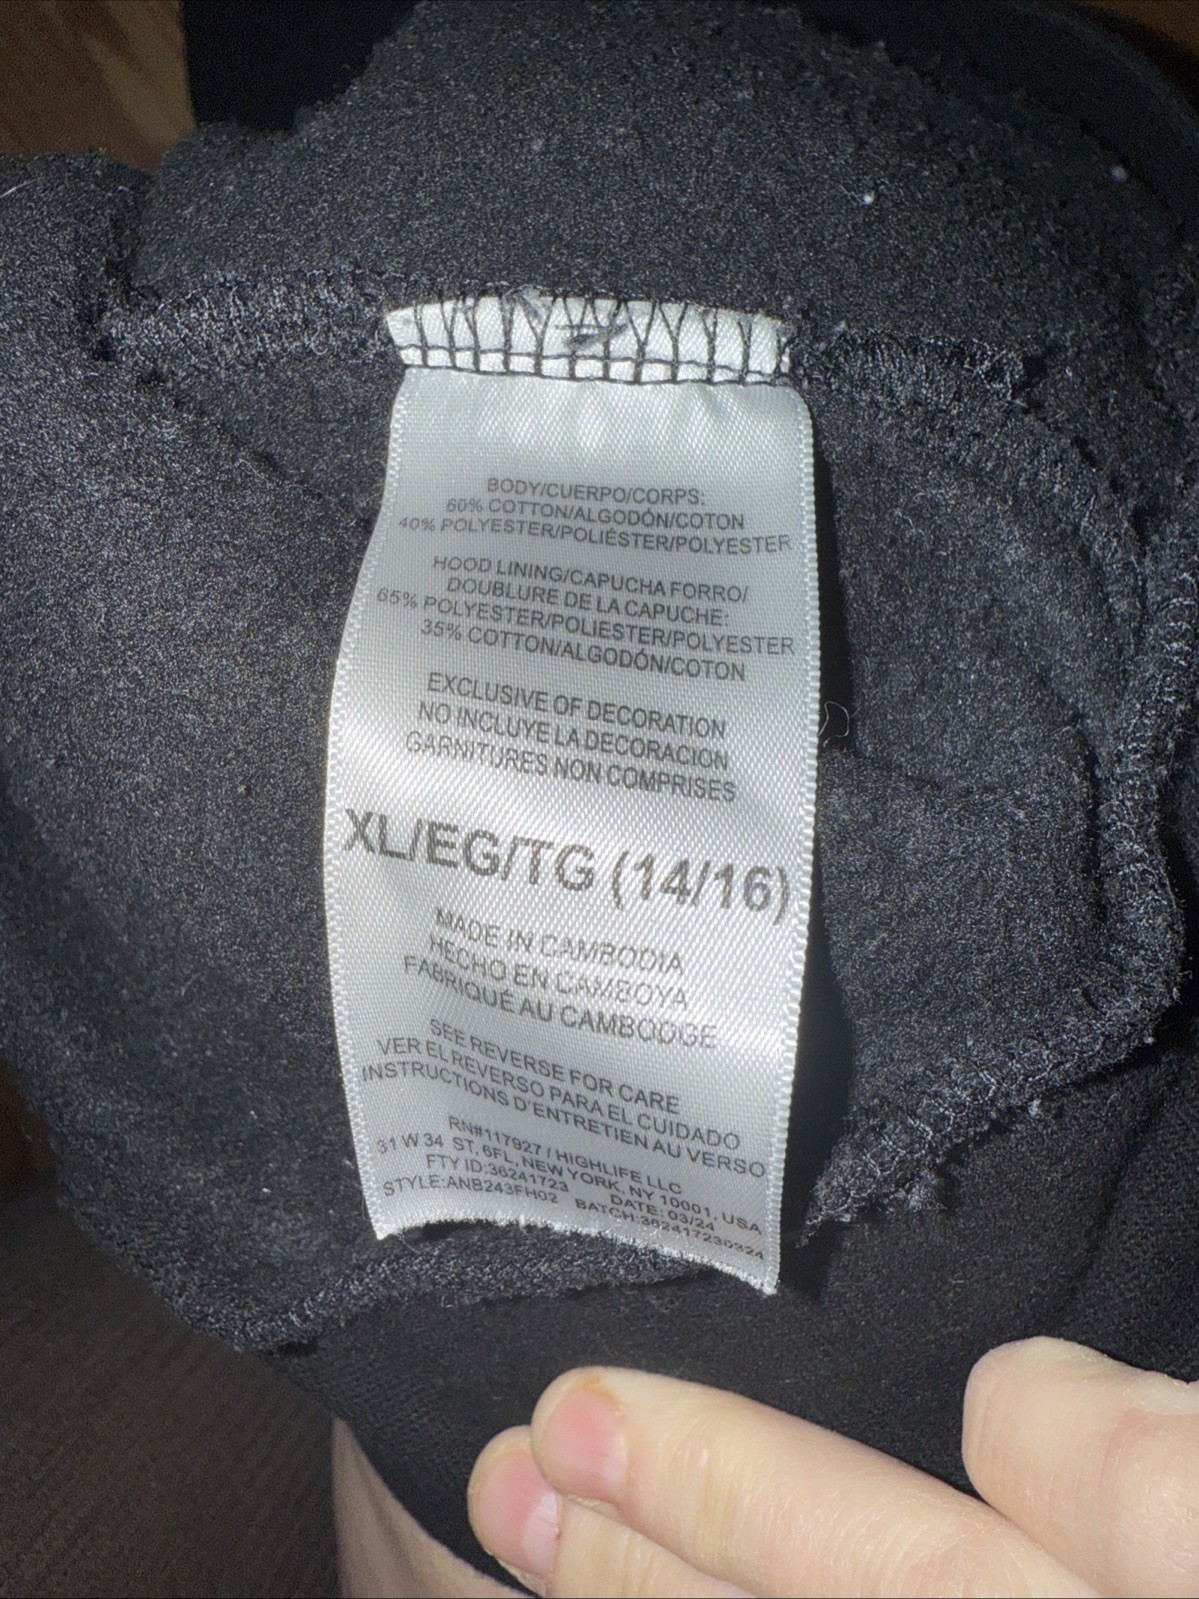 BODY/CUERPO/CORPS:
60% COTTON/ALGODÓN/COTON
40% POLYESTER/POLIÉSTER/POLYESTER
HOOD LINING/CAPUCHA FORRO/
DOUBLURE DE LA CAPUCHE:
65% POLYESTER/POLIESTER/POLYESTER
35% COTTON/ALGODÓN/COTON
EXCLUSIVE OF DECORATION
NO INCLUYE LA DECORACION
GARNITURES NON COMPRISES
XL/EG/TG (14/16)
MADE IN CAMBODIA
HECHO EN CAMBOYA
FABRIQUÉ AU CAMBODGE
SEE REVERSE FOR CARE
VER EL REVERSO PARA EL CUIDADO
INSTRUCTIONS D'ENTRETIEN AU VERSO
RN#117927 / HIGHLIFE LLC
31 W 34 ST, 6FL, NEW YORK, NY 10001, USA
FTY ID:36241723 DATE: 03/24
STYLE:ANB243FH02 BATCH:362417230324